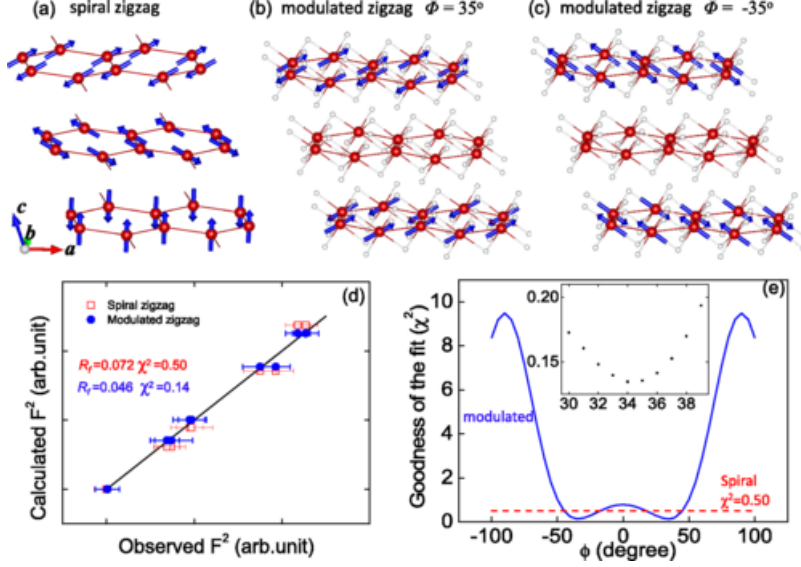 (a) spiral zigzag
(b) modulated zigzag Φ = 35°
(c) modulated zigzag Φ = -35°
c
b
a
(d)
Spiral zigzag
Modulated zigzag
R_f=0.072 χ²=0.50
R_f=0.046 χ²=0.14
Calculated F² (arb.unit)
Observed F² (arb.unit)
(e)
Goodness of the fit (χ²)
10
8
6
4
2
0
0.20
0.15
30 32 34 36 38
modulated
Spiral
χ²=0.50
-100 -50 0 50 100
ϕ (degree)